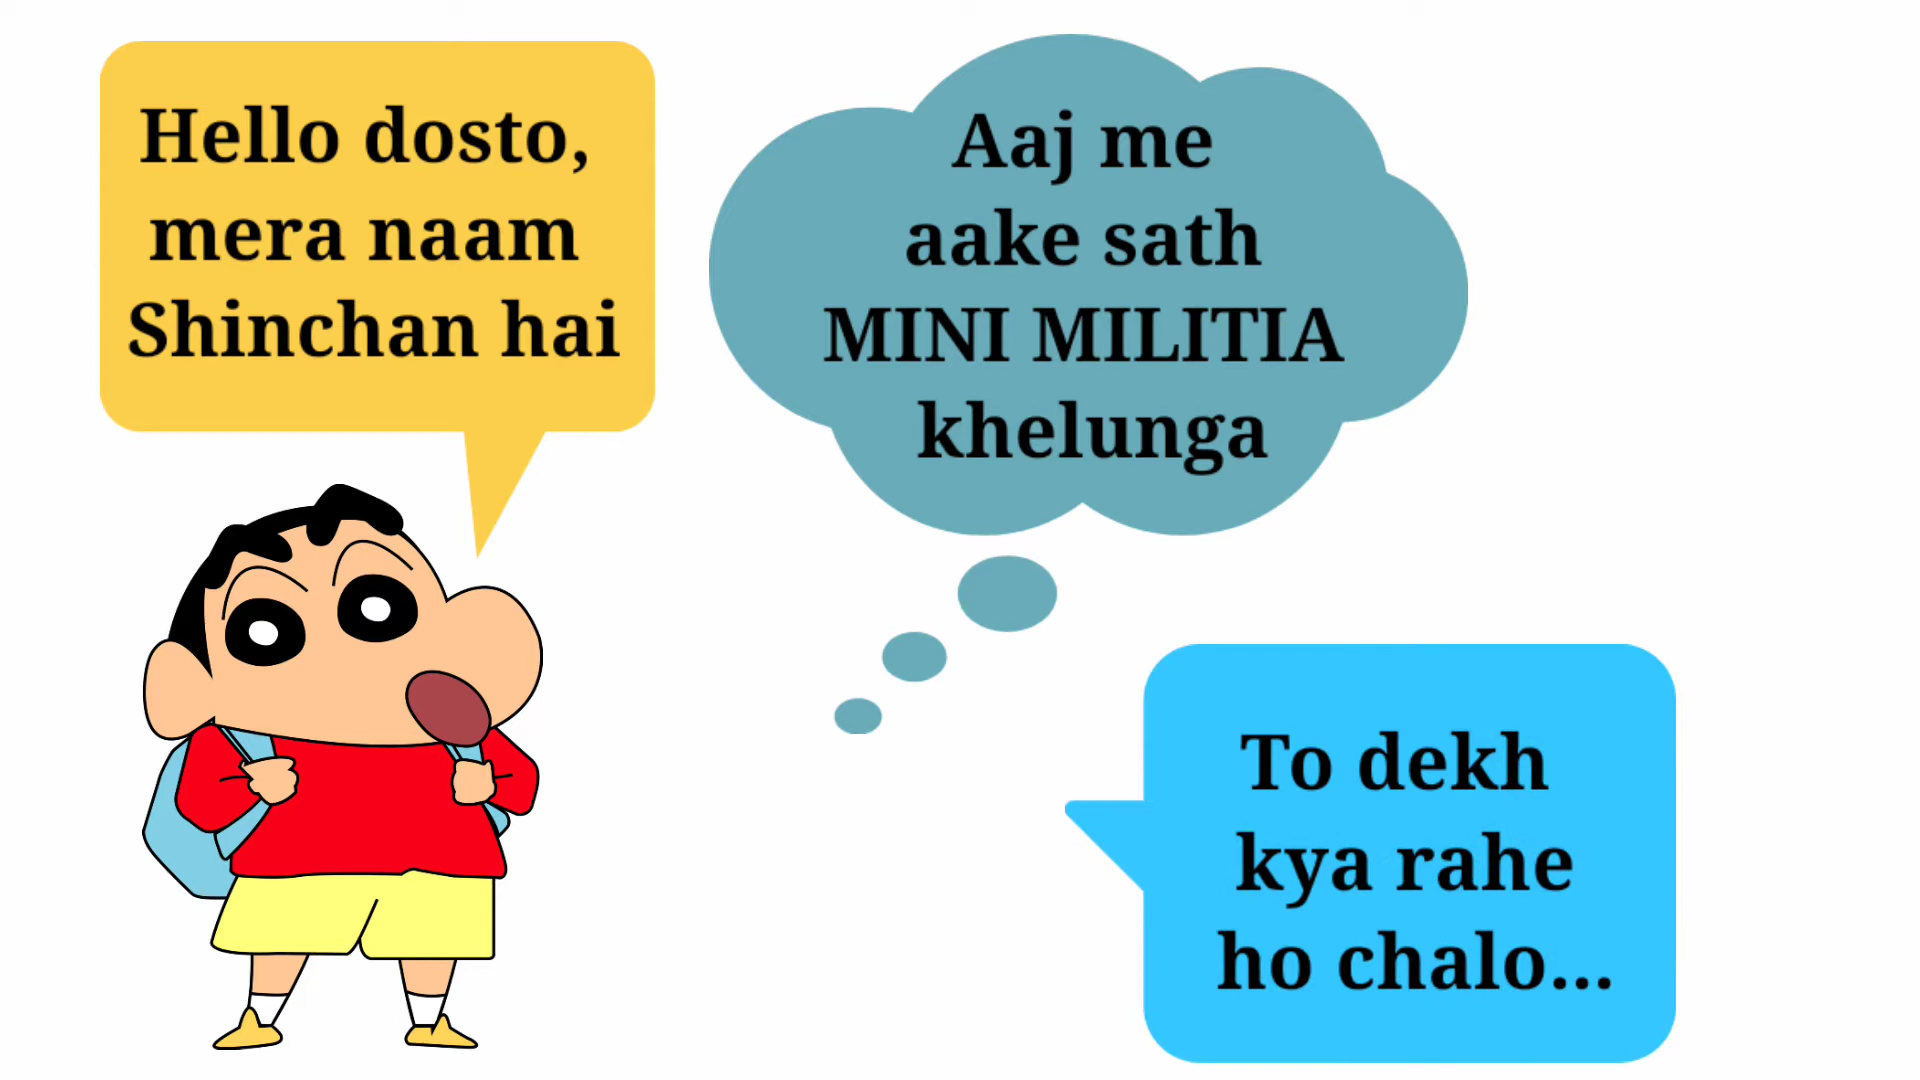 Hello dosto,
mera naam
Shinchan hai
Aaj me
aake sath
MINI MILITIA
khelunga
To dekh
kya rahe
ho chalo...